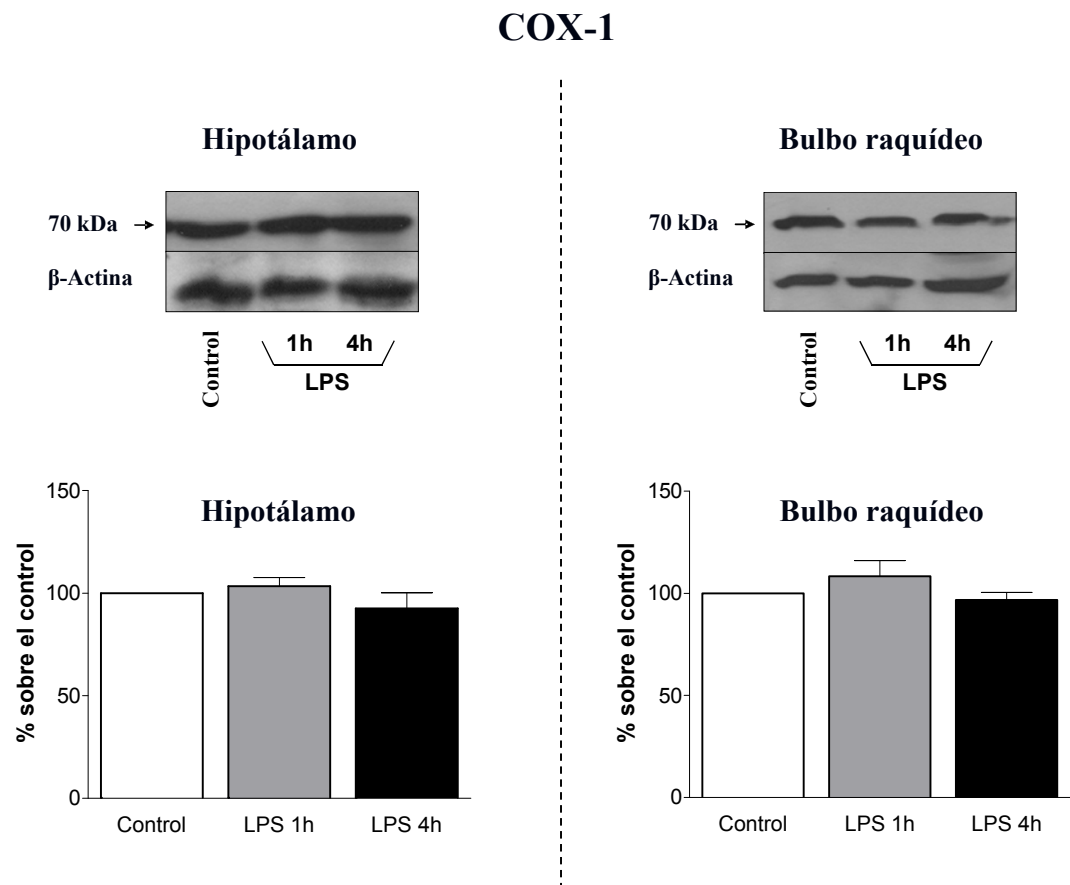 COX-1
Hipotálamo
70 kDa
β-Actina
Control
1h 4h
LPS
Bulbo raquídeo
70 kDa
β-Actina
Control
1h 4h
LPS
Hipotálamo
% sobre el control
150
100
50
0
Control LPS 1h LPS 4h
Bulbo raquídeo
% sobre el control
150
100
50
0
Control LPS 1h LPS 4h